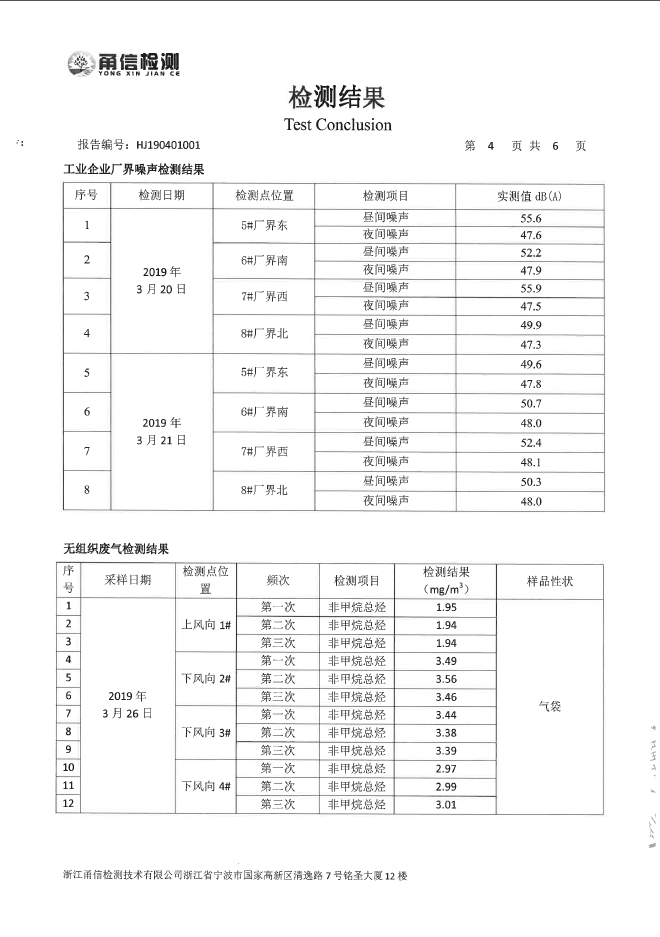 甬信检测
YONG XIN JIAN CE
检测结果
Test Conclusion
报告编号：HJ190401001
第 4 页 共 6 页
工业企业厂界噪声检测结果
序号 检测日期 检测点位置 检测项目 实测值 dB(A)
1 2019 年 3 月 20 日 5#厂界东 昼间噪声 55.6
夜间噪声 47.6
2 6#厂界南 昼间噪声 52.2
夜间噪声 47.9
3 7#厂界西 昼间噪声 55.9
夜间噪声 47.5
4 8#厂界北 昼间噪声 49.9
夜间噪声 47.3
5 2019 年 3 月 21 日 5#厂界东 昼间噪声 49.6
夜间噪声 47.8
6 6#厂界南 昼间噪声 50.7
夜间噪声 48.0
7 7#厂界西 昼间噪声 52.4
夜间噪声 48.1
8 8#厂界北 昼间噪声 50.3
夜间噪声 48.0
无组织废气检测结果
序号 采样日期 检测点位置 频次 检测项目 检测结果（mg/m³） 样品性状
1 2019 年 3 月 26 日 上风向 1# 第一次 非甲烷总烃 1.95 气袋
2 第二次 非甲烷总烃 1.94
3 第三次 非甲烷总烃 1.94
4 下风向 2# 第一次 非甲烷总烃 3.49
5 第二次 非甲烷总烃 3.56
6 第三次 非甲烷总烃 3.46
7 下风向 3# 第一次 非甲烷总烃 3.44
8 第二次 非甲烷总烃 3.38
9 第三次 非甲烷总烃 3.39
10 下风向 4# 第一次 非甲烷总烃 2.97
11 第二次 非甲烷总烃 2.99
12 第三次 非甲烷总烃 3.01
浙江甬信检测技术有限公司浙江省宁波市国家高新区清逸路 7 号铭圣大厦 12 楼